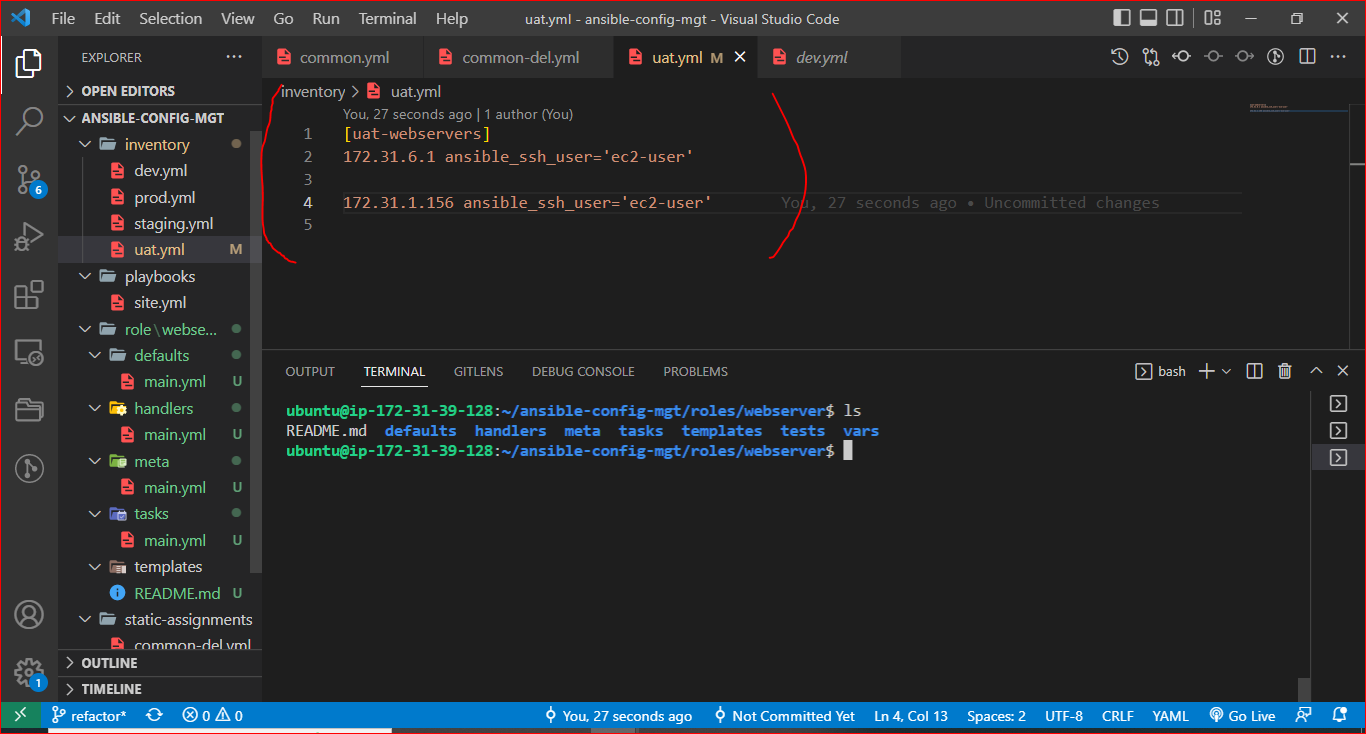 File Edit Selection View Go Run Terminal Help uat.yml - ansible-config-mgt - Visual Studio Code
EXPLORER
OPEN EDITORS
ANSIBLE-CONFIG-MGT
inventory
dev.yml
prod.yml
staging.yml
uat.yml M
playbooks
site.yml
role\webse...
defaults
main.yml U
handlers
main.yml U
meta
main.yml U
tasks
main.yml U
templates
README.md U
static-assignments
common-del.yml
OUTLINE
TIMELINE
6
1
common.yml common-del.yml uat.yml M dev.yml
inventory > uat.yml
You, 27 seconds ago | 1 author (You)
1 [uat-webservers]
2 172.31.6.1 ansible_ssh_user='ec2-user'
3
4 172.31.1.156 ansible_ssh_user='ec2-user' You, 27 seconds ago • Uncommitted changes
5
OUTPUT TERMINAL GITLENS DEBUG CONSOLE PROBLEMS bash
ubuntu@ip-172-31-39-128:~/ansible-config-mgt/roles/webserver$ ls
README.md defaults handlers meta tasks templates tests vars
ubuntu@ip-172-31-39-128:~/ansible-config-mgt/roles/webserver$
refactor* 0 0 You, 27 seconds ago Not Committed Yet Ln 4, Col 13 Spaces: 2 UTF-8 CRLF YAML Go Live